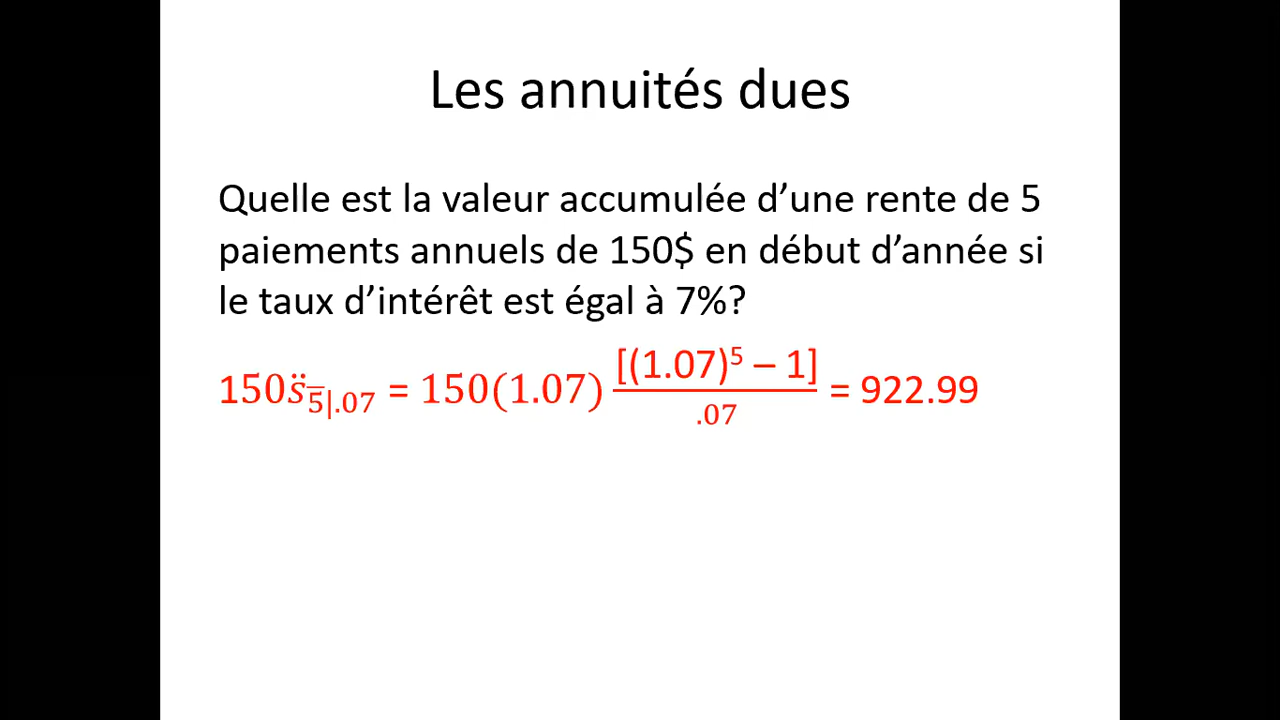 Les annuités dues
Quelle est la valeur accumulée d’une rente de 5
paiements annuels de 150$ en début d’année si
le taux d’intérêt est égal à 7%?
150s̈₅̅|.07 = 150(1.07) [(1.07)⁵ – 1] / .07 = 922.99